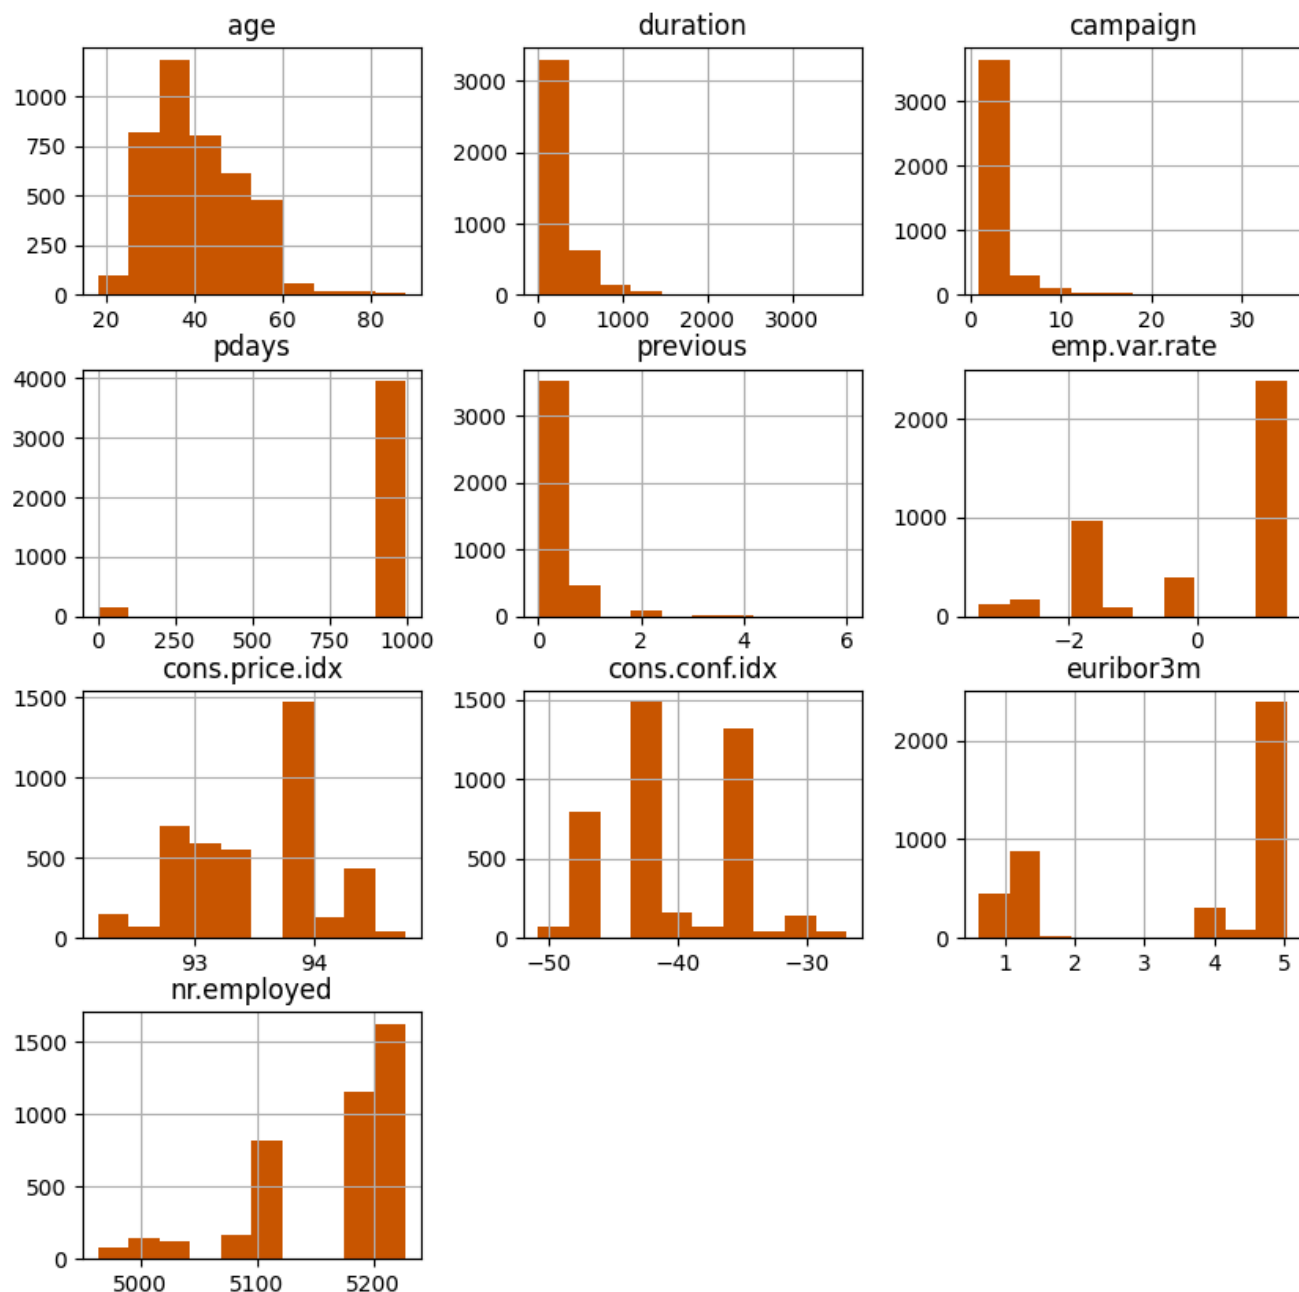 age
1000
750
500
250
0
20 40 60 80
duration
3000
2000
1000
0
0 1000 2000 3000
campaign
3000
2000
1000
0
0 10 20 30
pdays
4000
3000
2000
1000
0
0 250 500 750 1000
previous
3000
2000
1000
0
0 2 4 6
emp.var.rate
2000
1000
0
−2 0
cons.price.idx
1500
1000
500
0
93 94
cons.conf.idx
1500
1000
500
0
−50 −40 −30
euribor3m
2000
1000
0
1 2 3 4 5
nr.employed
1500
1000
500
0
5000 5100 5200